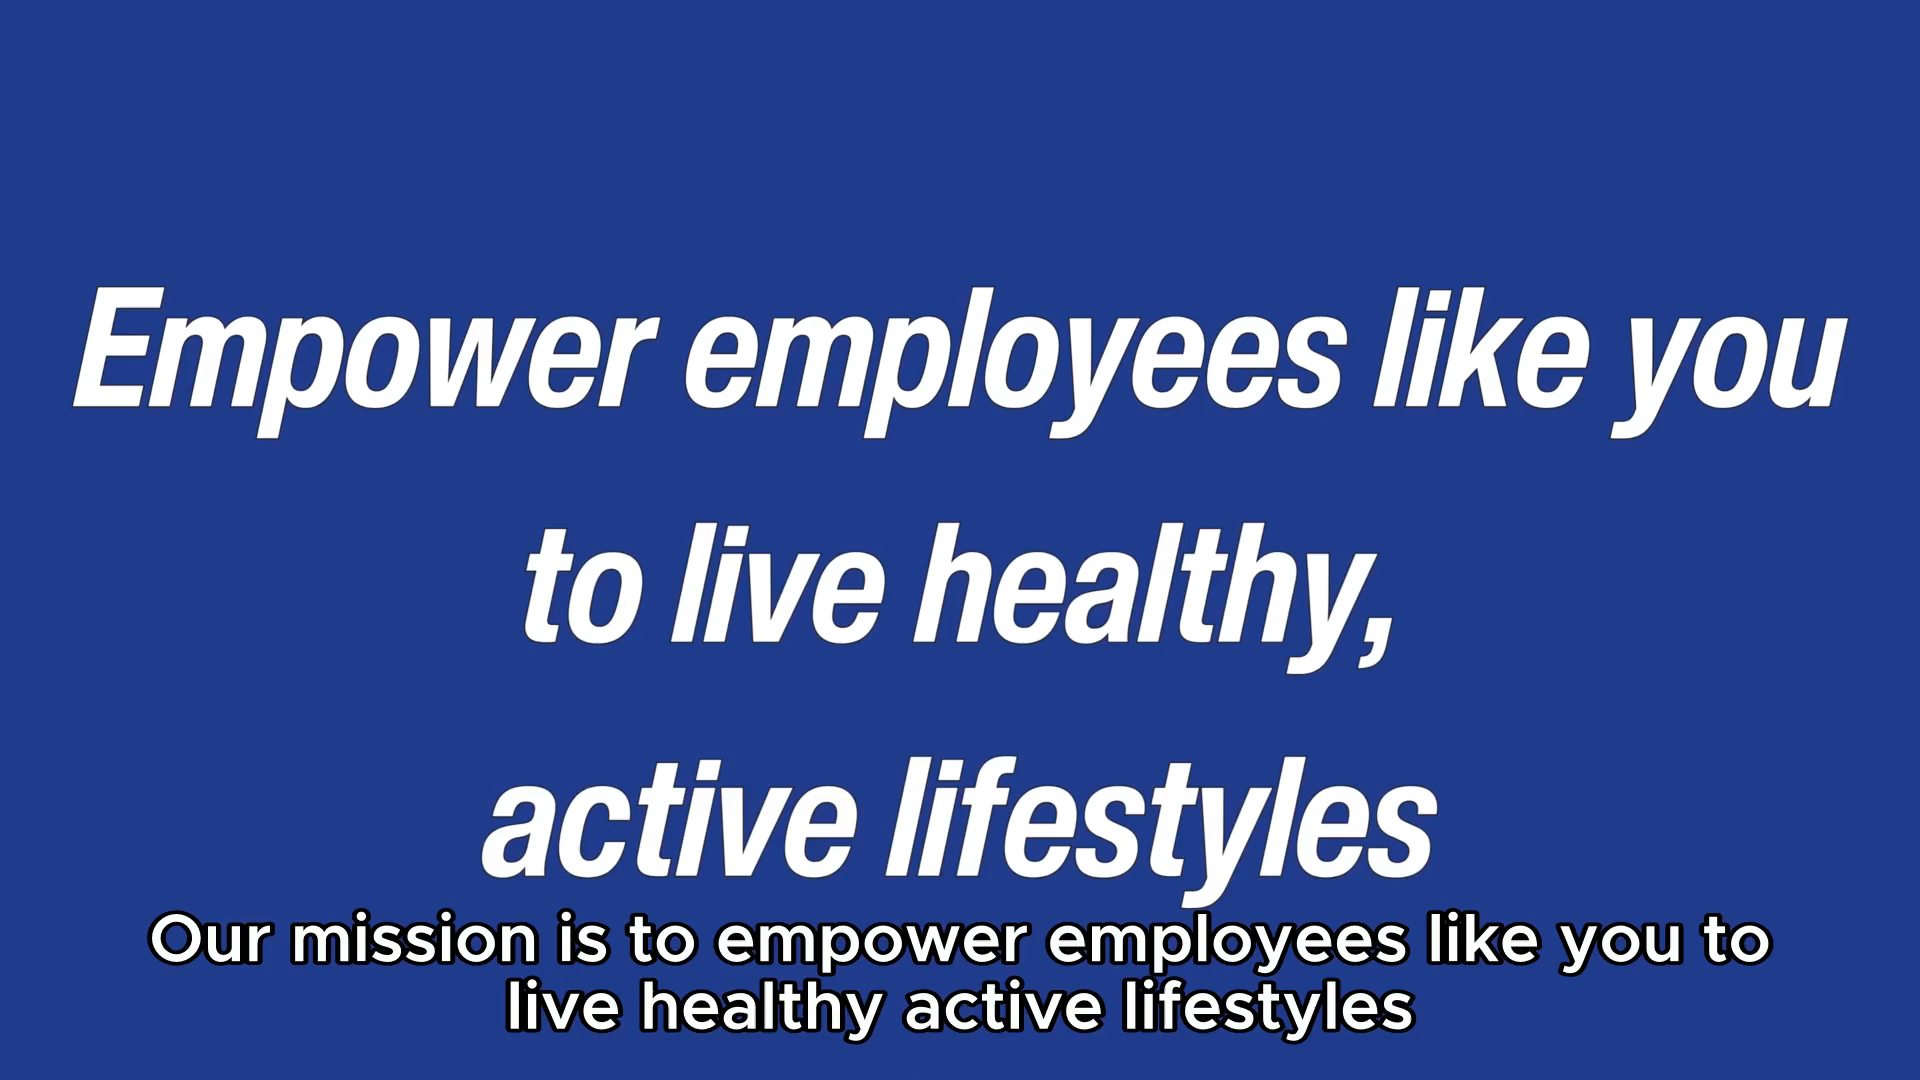 Empower employees like you
to live healthy,
active lifestyles
Our mission is to empower employees like you to
live healthy active lifestyles